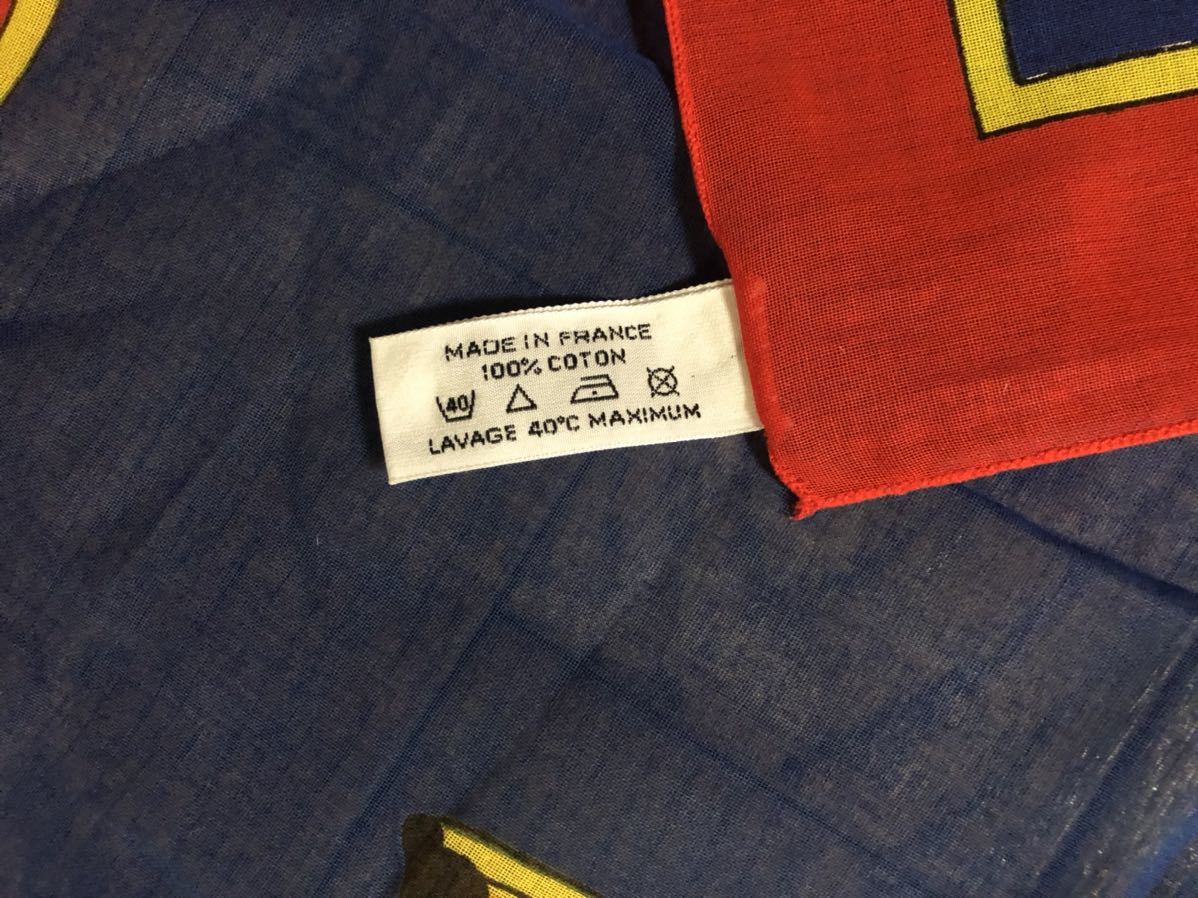 MADE IN FRANCE
100% COTON
40
LAVAGE 40°C MAXIMUM